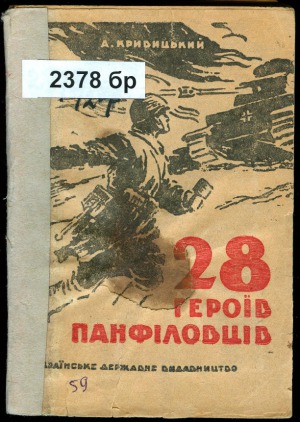 А. КРИВИЦЬКИЙ
2378 бр
28
ГЕРОЇВ
ПАНФІЛОВЦІВ
УКРАЇНСЬКЕ ДЕРЖАВНЕ ВИДАВНИЦТВО
59